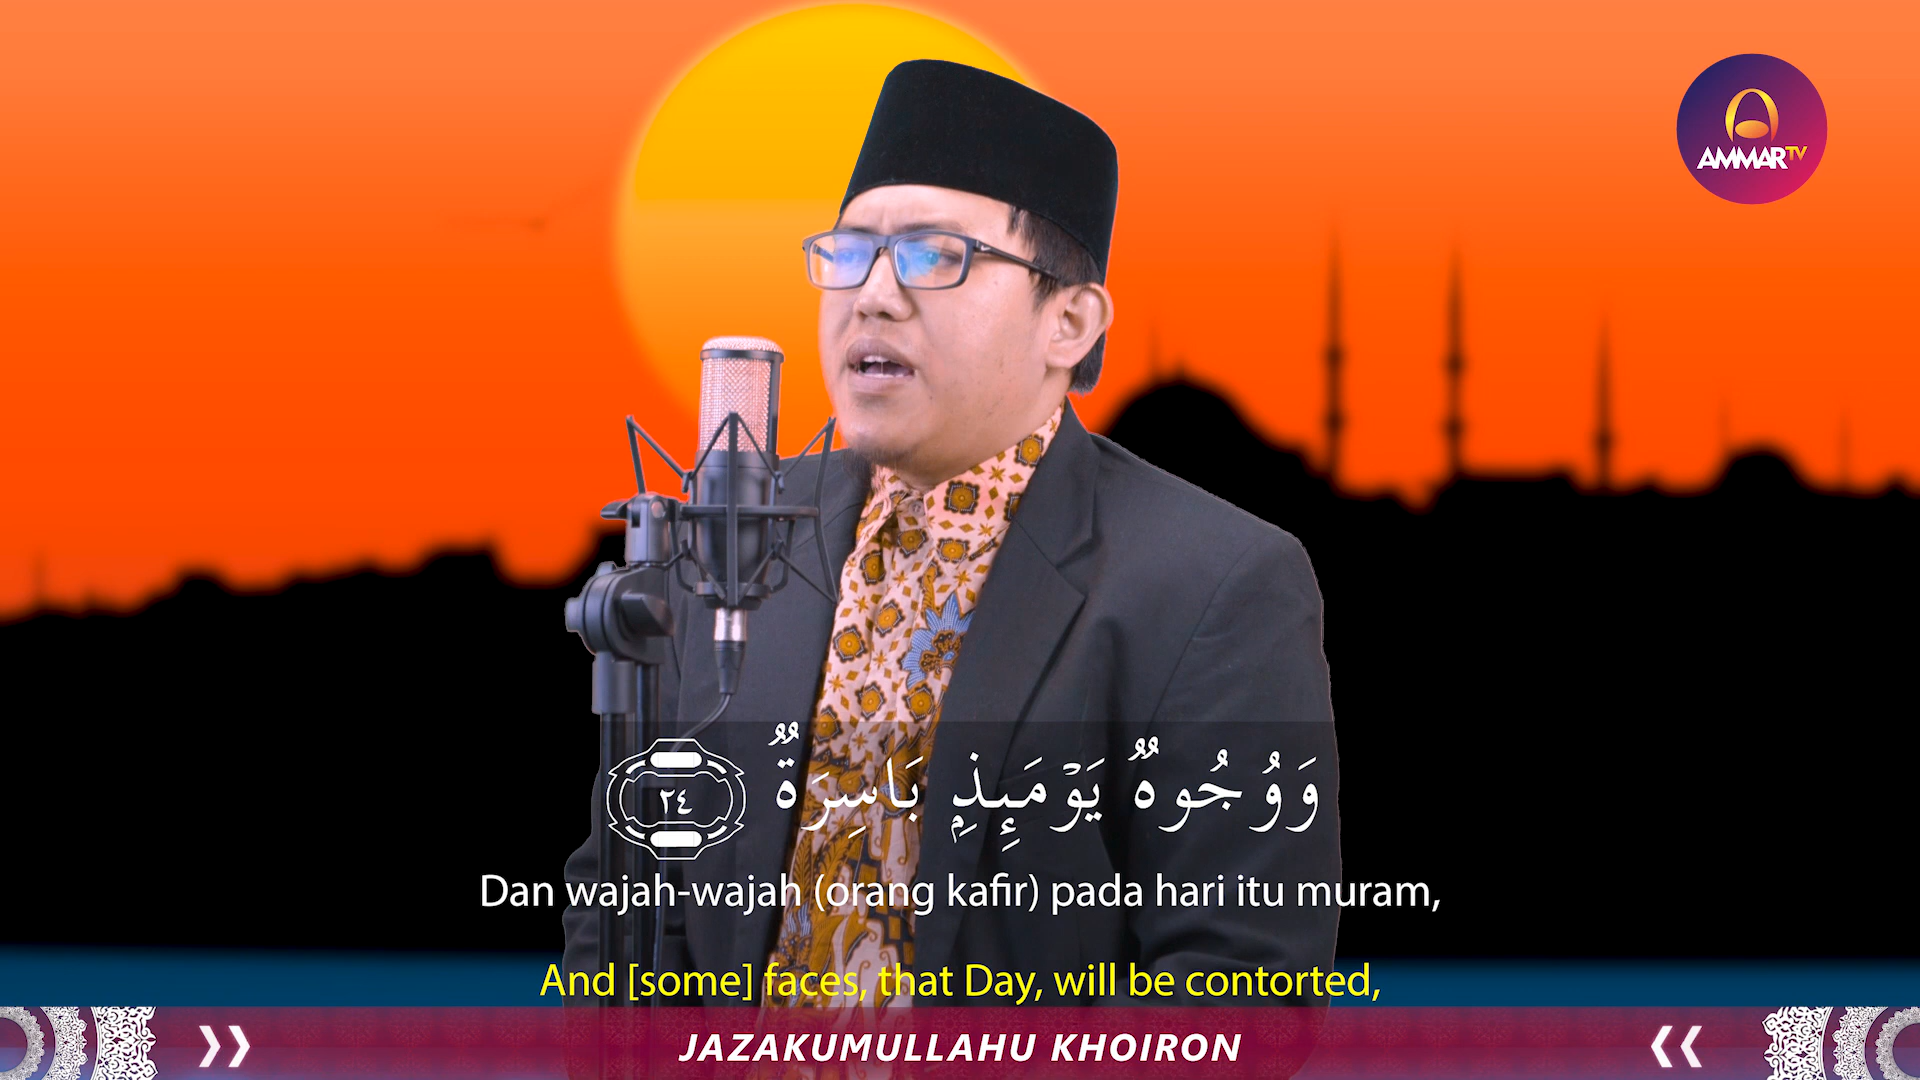 AMMAR TV
وَوُجُوهٌ يَوْمَئِذٍۭ بَاسِرَةٌ ٢٤
Dan wajah-wajah (orang kafir) pada hari itu muram,
And [some] faces, that Day, will be contorted,
JAZAKUMULLAHU KHOIRON